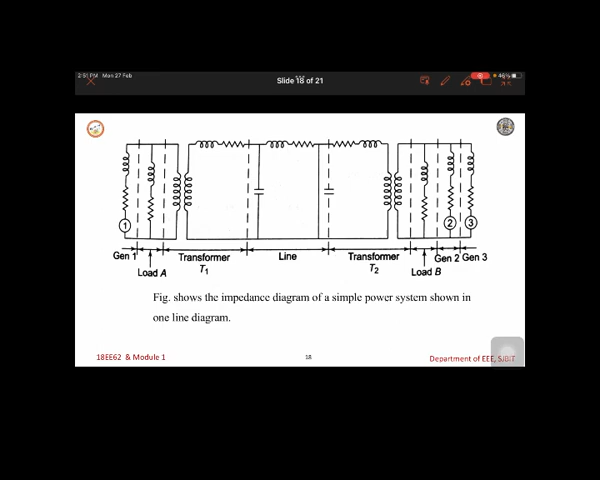 2:51 PM Mon 27 Feb
Slide 18 of 21
46%
1
2
3
Gen 1
Load A
Transformer
T1
Line
Transformer
T2
Load B
Gen 2
Gen 3
Fig. shows the impedance diagram of a simple power system shown in
one line diagram.
18EE62 & Module 1
18
Department of EEE, SJBIT